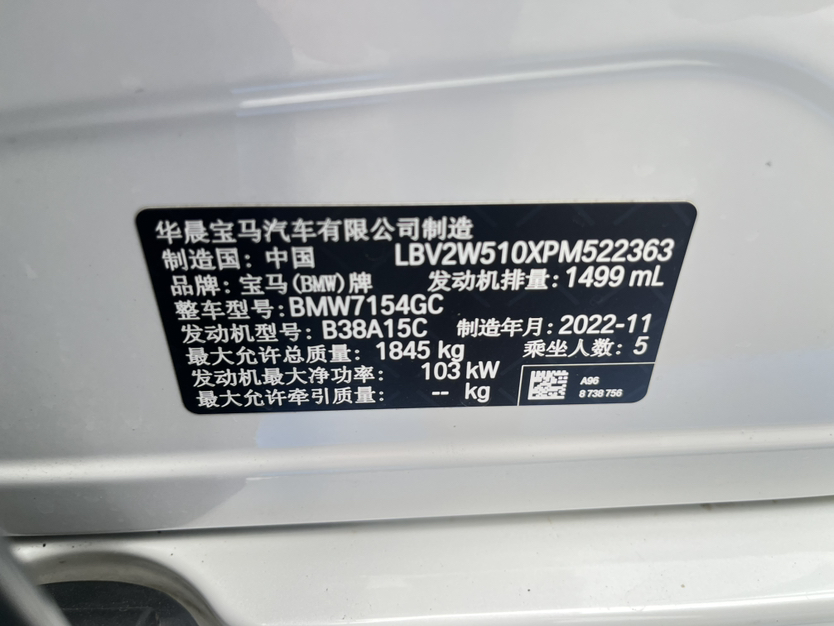 华晨宝马汽车有限公司制造
制造国: 中国 LBV2W510XPM522363
品牌: 宝马(BMW)牌 发动机排量: 1499 mL
整车型号: BMW7154GC
发动机型号: B38A15C 制造年月: 2022-11
最大允许总质量: 1845 kg 乘坐人数: 5
发动机最大净功率: 103 kW
最大允许牵引质量: -- kg
A96
8 738 756